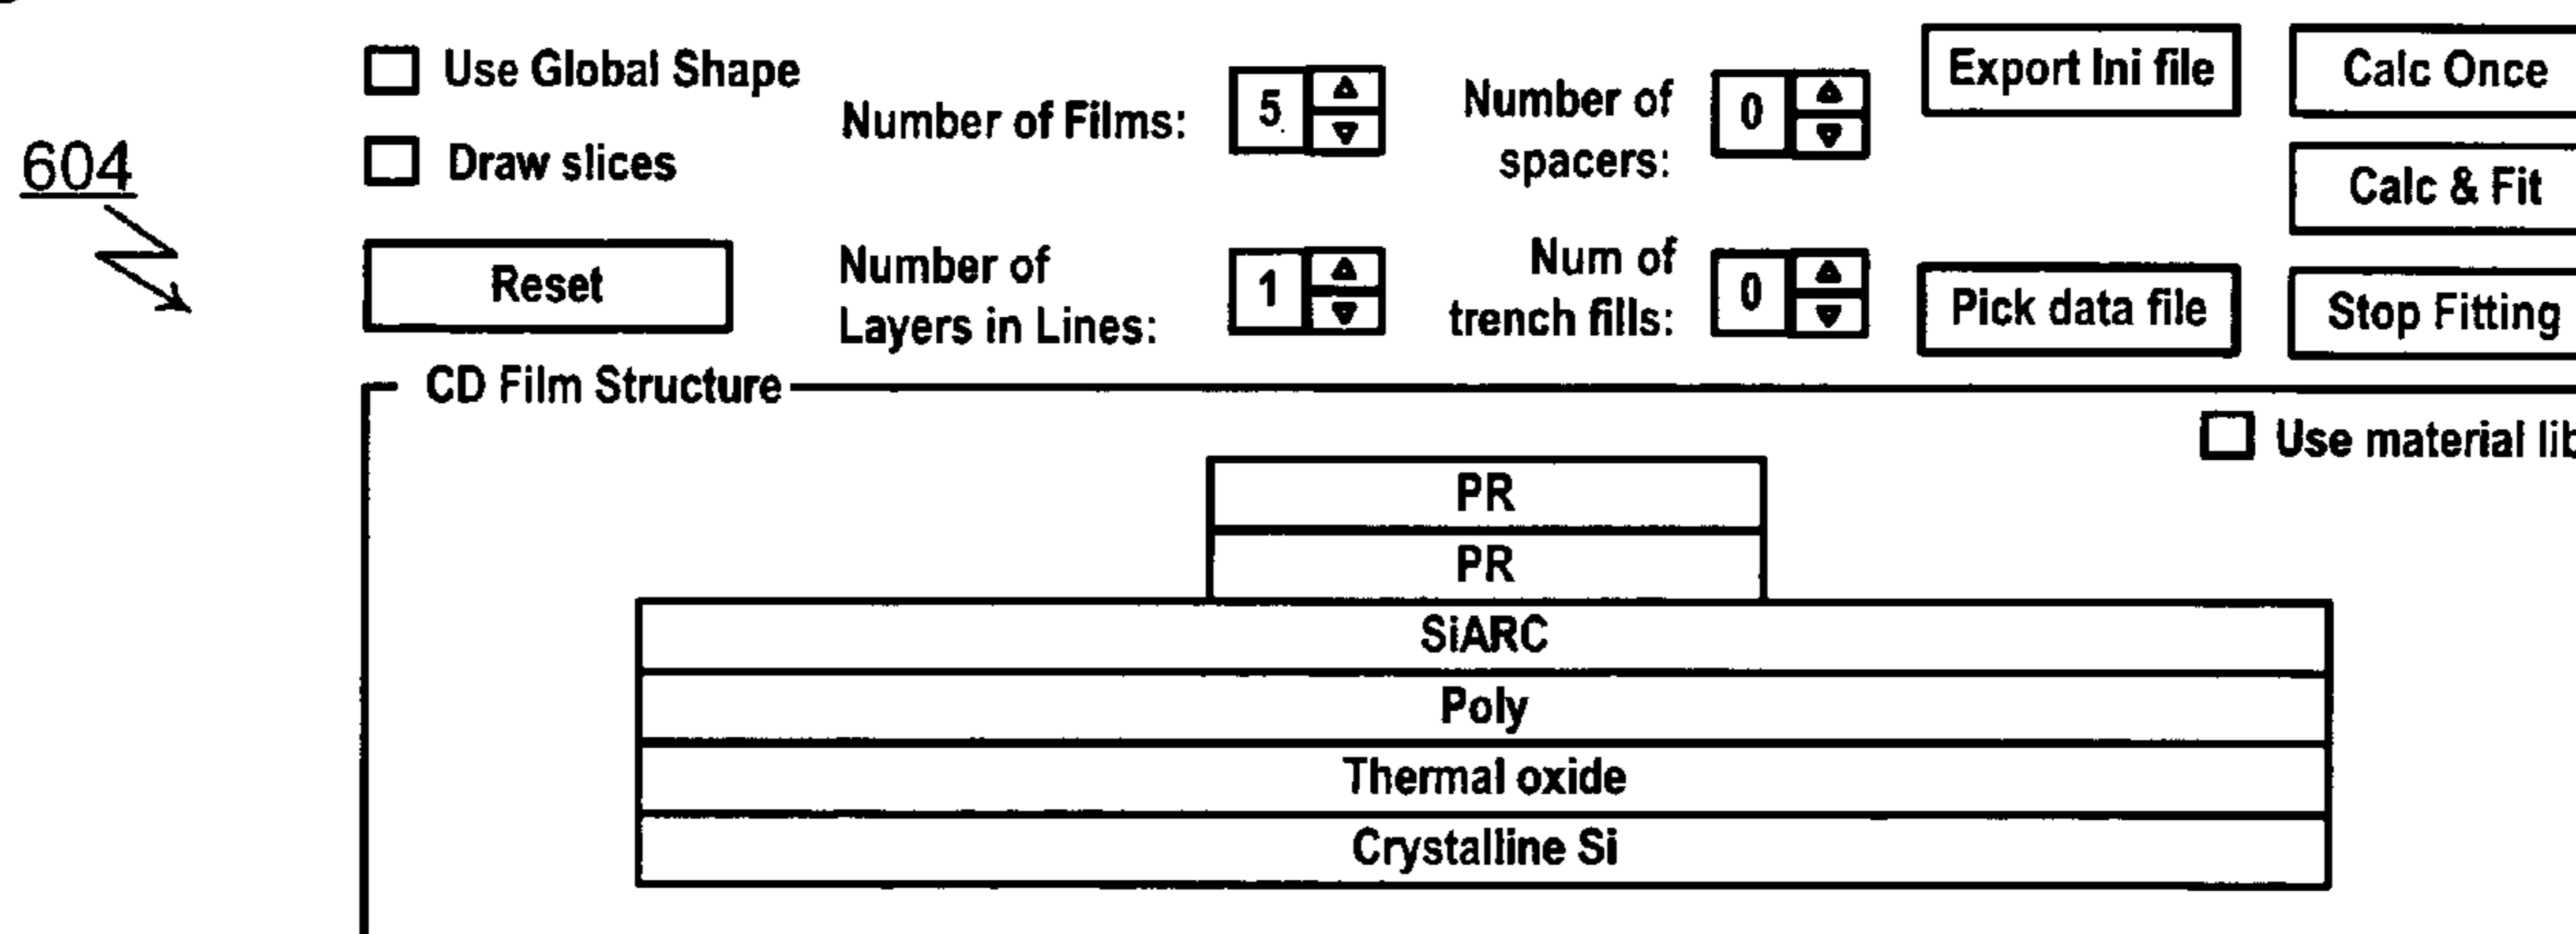 Use Global Shape
Draw slices
604
Reset
Number of Films: 5
Number of
Layers in Lines: 1
Number of
spacers: 0
Num of
trench fills: 0
Export Ini file
Pick data file
Calc Once
Calc & Fit
Stop Fitting
CD Film Structure
Use material lib
PR
PR
SiARC
Poly
Thermal oxide
Crystalline Si